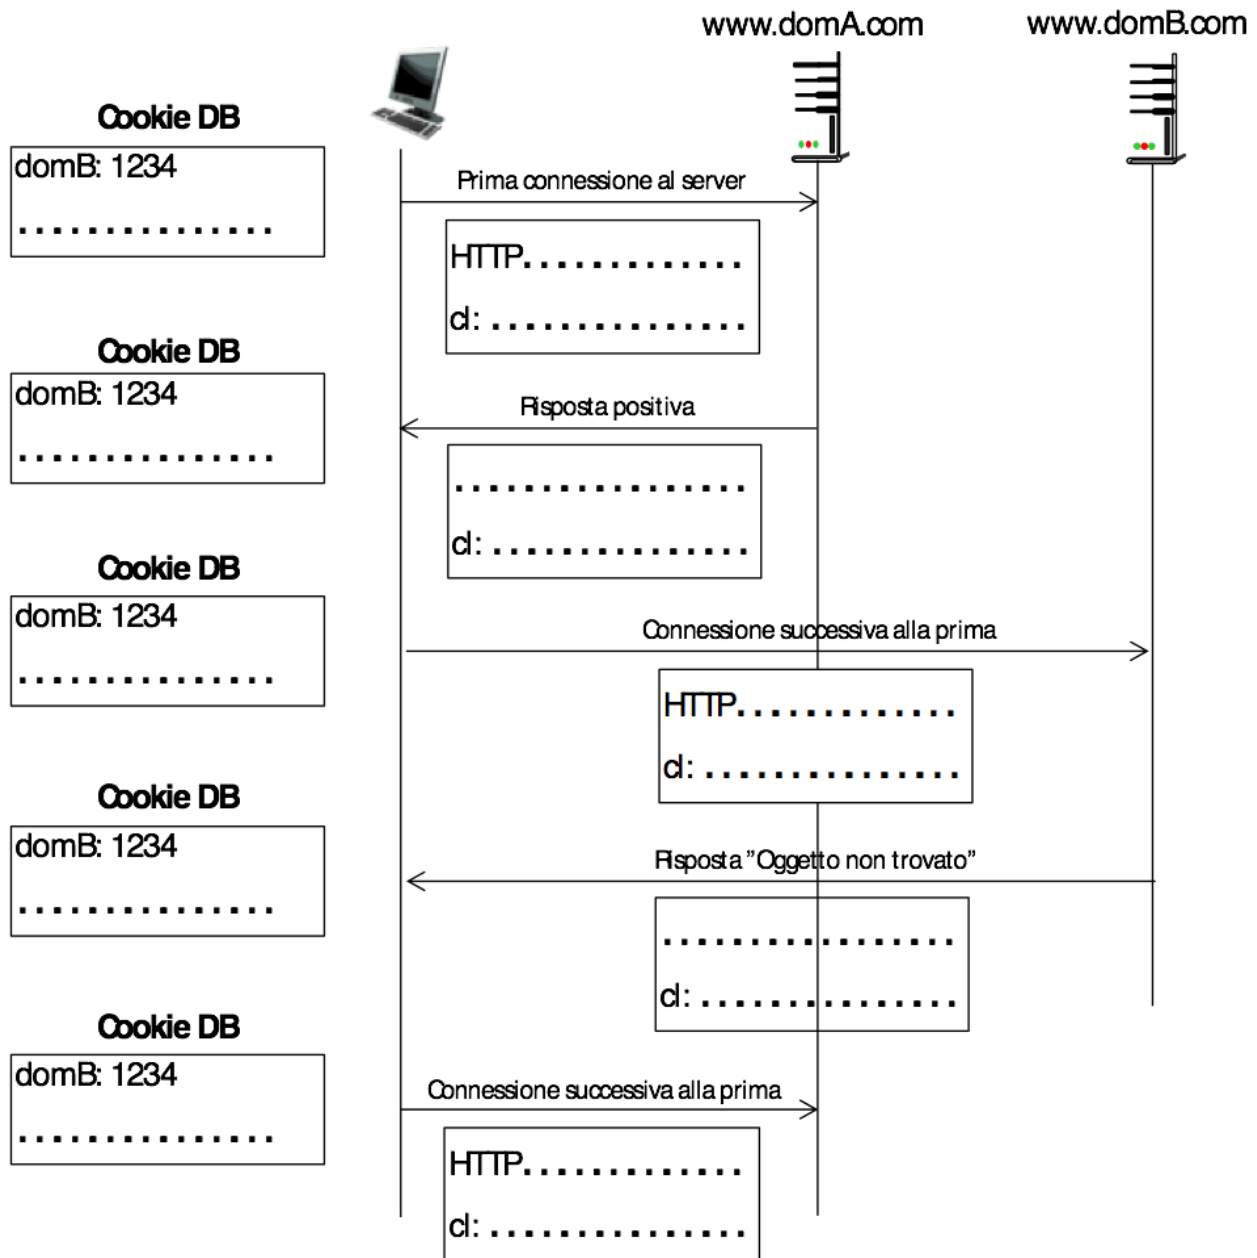 www.domA.com
www.domB.com
Cookie DB
domB: 1234
...............
Prima connessione al server
HTTP.............
cl: ...............
Cookie DB
domB: 1234
...............
Risposta positiva
.................
cl: ...............
Cookie DB
domB: 1234
...............
Connessione successiva alla prima
HTTP.............
cl: ...............
Cookie DB
domB: 1234
...............
Risposta ”Oggetto non trovato”
.................
cl: ...............
Cookie DB
domB: 1234
...............
Connessione successiva alla prima
HTTP.............
cl: ...............